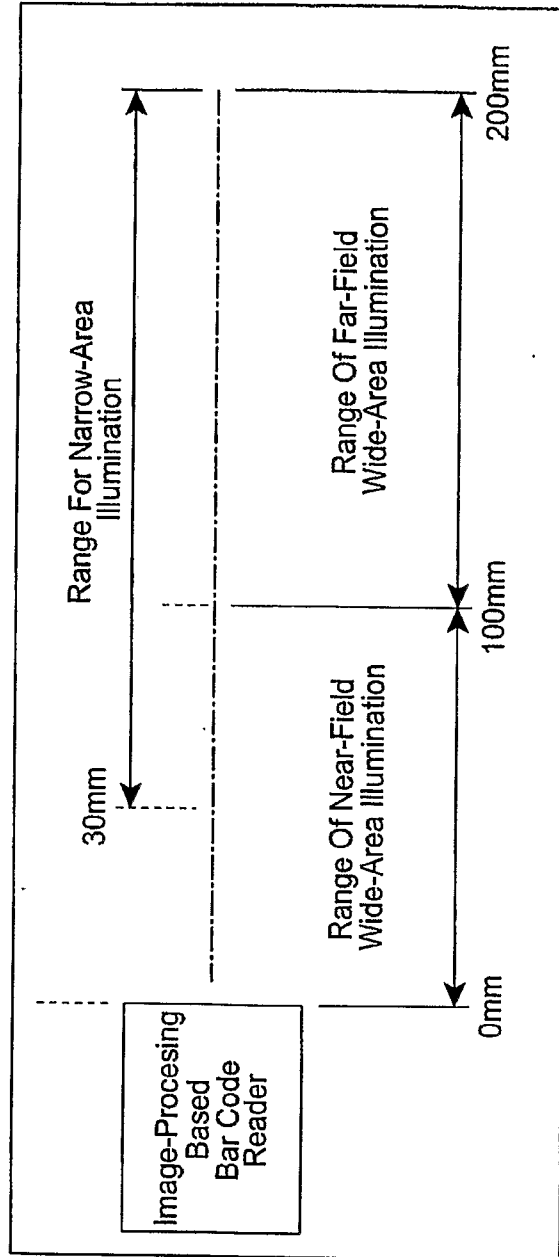 Image-Procesing
Based
Bar Code
Reader
30mm
Range For Narrow-Area
Illumination
Range Of Near-Field
Wide-Area Illumination
Range Of Far-Field
Wide-Area Illumination
0mm
100mm
200mm